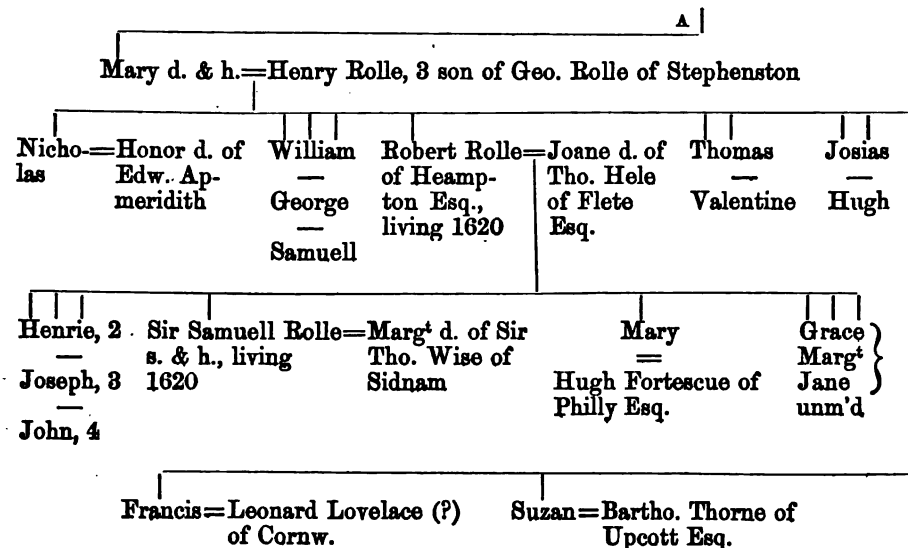 A
Mary d. & h.=Henry Rolle, 3 son of Geo. Rolle of Stephenston
Nicho-=Honor d. of
las Edw. Ap-
meridith
William
—
George
—
Samuell
Robert Rolle=Joane d. of
of Heamp- Tho. Hele
ton Esq., of Flete
living 1620 Esq.
Thomas
—
Valentine
Josias
—
Hugh
Henrie, 2
—
Joseph, 3
—
John, 4
Sir Samuell Rolle=Margt d. of Sir
s. & h., living Tho. Wise of
1620 Sidnam
Mary
=
Hugh Fortescue of
Philly Esq.
Grace
Margt
Jane
unm'd
Francis=Leonard Lovelace (?)
of Cornw.
Suzan=Bartho. Thorne of
Upcott Esq.